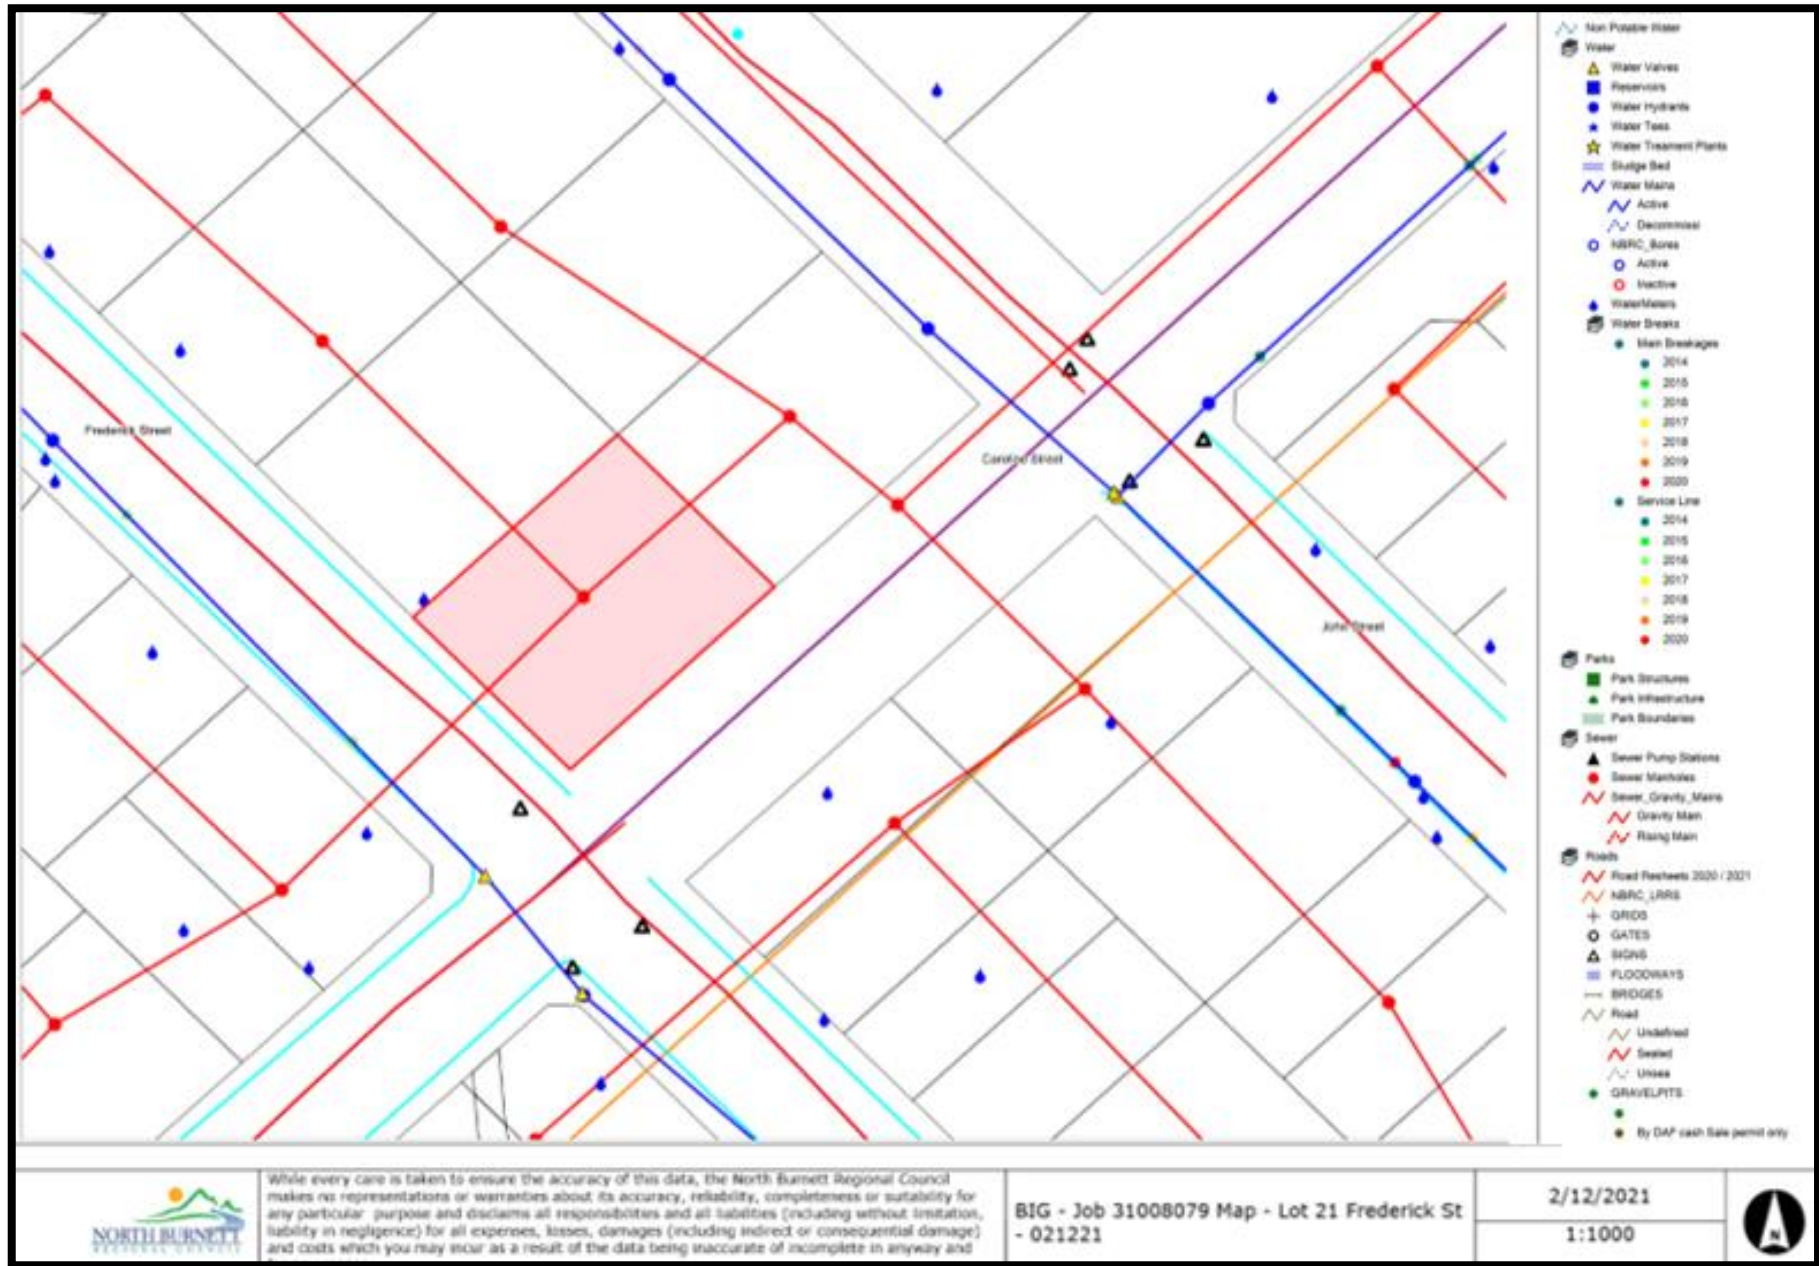 Non Potable Water
Water
Water Valves
Reservoirs
Water Hydrants
Water Tees
Water Treament Plants
Sludge Bed
Water Mains
Active
Decommissi
NBRC_Bores
Active
Inactive
WaterMeters
Water Breaks
Main Breakages
2014
2015
2016
2017
2018
2019
2020
Service Line
2014
2015
2016
2017
2018
2019
2020
Parks
Park Structures
Park Infrastructure
Park Boundaries
Sewer
Sewer Pump Stations
Sewer Manholes
Sewer_Gravity_Mains
Gravity Main
Rising Main
Roads
Road Resheets 2020 / 2021
NBRC_LRRS
GRIDS
GATES
SIGNS
FLOODWAYS
BRIDGES
Road
Undefined
Sealed
Unsea
GRAVELPITS
By DAF cash Sale permit only
Frederick Street
Street
John Street
NORTH BURNETT
REGIONAL COUNCIL
While every care is taken to ensure the accuracy of this data, the North Burnett Regional Council
makes no representations or warranties about its accuracy, reliability, completeness or suitability for
any particular purpose and disclaims all responsibilities and all liabilities (including without limitation,
liability in negligence) for all expenses, losses, damages (including indirect or consequential damage)
and costs which you may incur as a result of the data being inaccurate of incomplete in anyway and
BIG - Job 31008079 Map - Lot 21 Frederick St
- 021221
2/12/2021
1:1000
N